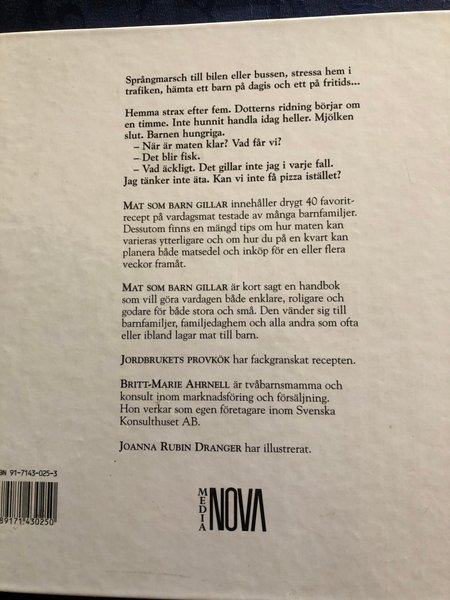 Språngmarsch till bilen eller bussen, stressa hem i
trafiken, hämta ett barn på dagis och ett på fritids...
Hemma strax efter fem. Dotterns ridning börjar om
en timme. Inte hunnit handla idag heller. Mjölken
slut. Barnen hungriga.
– När är maten klar? Vad får vi?
– Det blir fisk.
– Vad äckligt. Det gillar inte jag i varje fall.
Jag tänker inte äta. Kan vi inte få pizza istället?
MAT SOM BARN GILLAR innehåller drygt 40 favorit-
recept på vardagsmat testade av många barnfamiljer.
Dessutom finns en mängd tips om hur maten kan
varieras ytterligare och om hur du på en kvart kan
planera både matsedel och inköp för en eller flera
veckor framåt.
MAT SOM BARN GILLAR är kort sagt en handbok
som vill göra vardagen både enklare, roligare och
godare för både stora och små. Den vänder sig till
barnfamiljer, familjedaghem och alla andra som ofta
eller ibland lagar mat till barn.
JORDBRUKETS PROVKÖK har fackgranskat recepten.
BRITT-MARIE AHRNELL är tvåbarnsmamma och
konsult inom marknadsföring och försäljning.
Hon verkar som egen företagare inom Svenska
Konsulthuset AB.
JOANNA RUBIN DRANGER har illustrerat.
BN 91-7143-025-3
89171430250
MEDIA NOVA